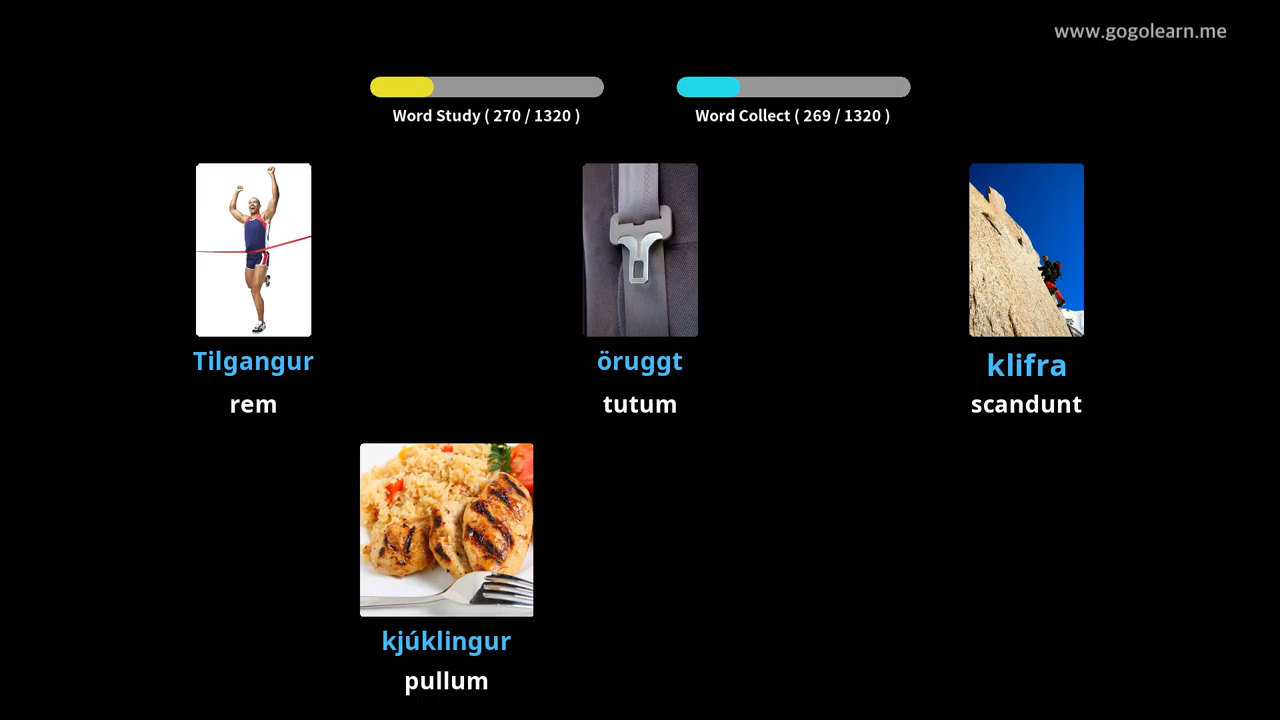 www.gogolearn.me
Word Study ( 270 / 1320 )
Word Collect ( 269 / 1320 )
Tilgangur
rem
öruggt
tutum
klifra
scandunt
kjúklingur
pullum